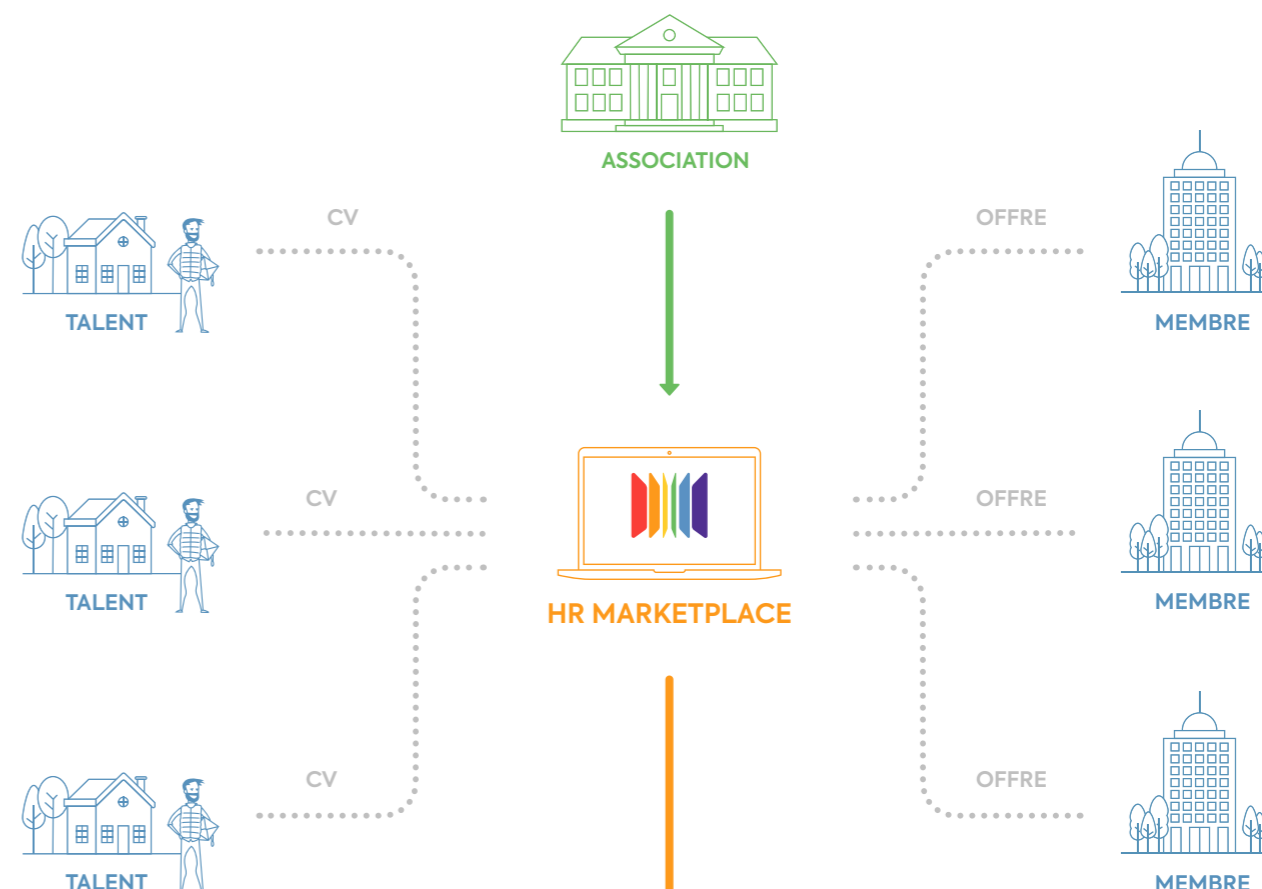 ASSOCIATION
CV
OFFRE
TALENT
MEMBRE
CV
OFFRE
TALENT
MEMBRE
HR MARKETPLACE
CV
OFFRE
TALENT
MEMBRE